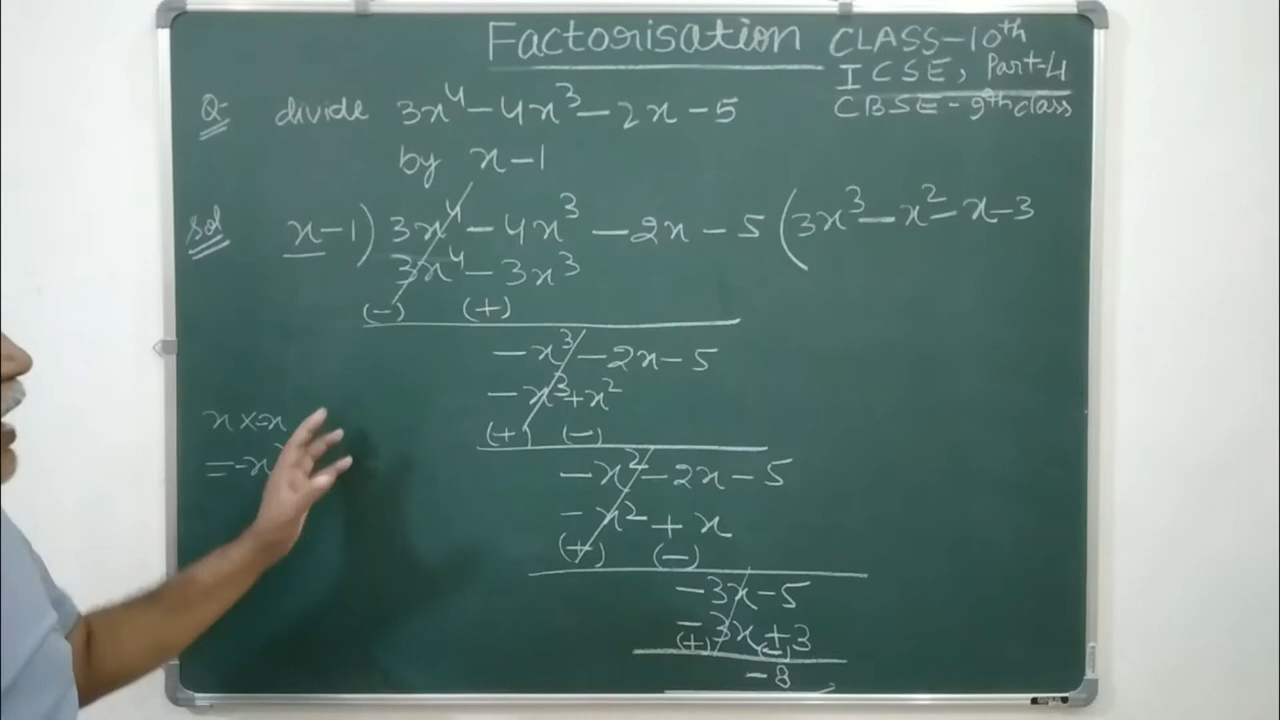 Factorisation CLASS-10th
ICSE, Part-4
CBSE-9th class
Q- divide 3x⁴-4x³-2x-5
by x-1
Sol x-1) 3x⁴-4x³-2x-5 (3x³-x²-x-3
3x⁴-3x³
(-) (+)
-x³-2x-5
-x³+x²
(+) (-)
x×-x
-x²-2x-5
=-x²
-x²+x
(+) (-)
-3x-5
-3x+3
(+) (-)
-8